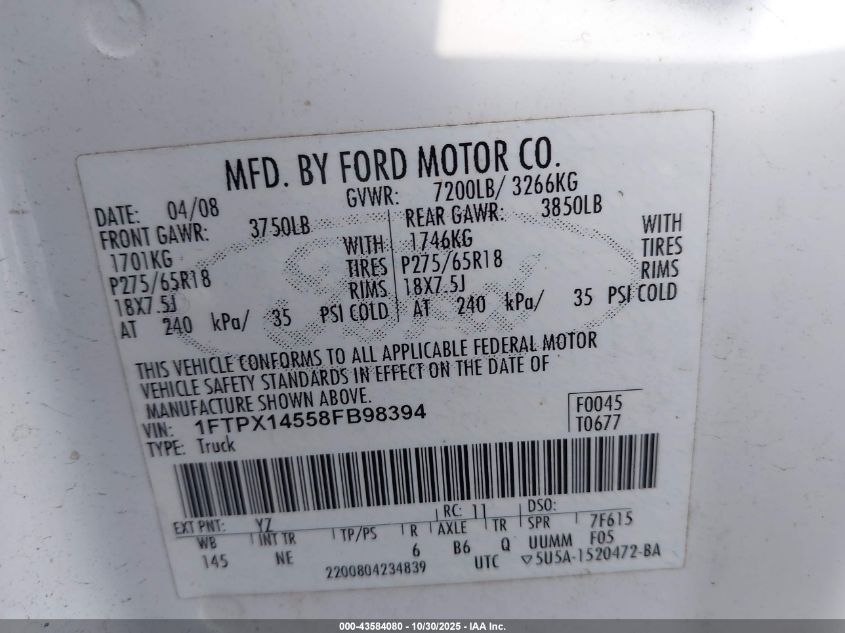 MFD. BY FORD MOTOR CO.
DATE: 04/08 GVWR: 7200LB/ 3266KG
FRONT GAWR: 3750LB REAR GAWR: 3850LB
1701KG WITH 1746KG WITH
P275/65R18 TIRES P275/65R18 TIRES
18X7.5J RIMS 18X7.5J RIMS
AT 240 kPa/ 35 PSI COLD AT 240 kPa/ 35 PSI COLD
THIS VEHICLE CONFORMS TO ALL APPLICABLE FEDERAL MOTOR
VEHICLE SAFETY STANDARDS IN EFFECT ON THE DATE OF
MANUFACTURE SHOWN ABOVE.
VIN: 1FTPX14558FB98394 F0045
TYPE: Truck T0677
EXT PNT: YZ RC: 11 DSO:
WB INT TR TP/PS R AXLE TR SPR 7F615
145 NE 6 B6 Q UUMM F05
2200804234839 UTC ▽5U5A-1520472-BA
000-43584080 - 10/30/2025 - IAA Inc.